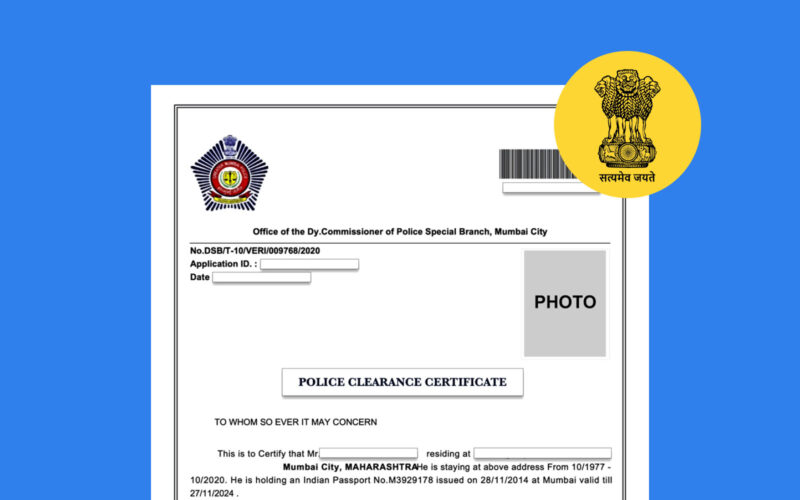 सत्यमेव जयते
Office of the Dy.Commissioner of Police Special Branch, Mumbai City
No.DSB/T-10/VERI/009768/2020
Application ID. :
Date
PHOTO
POLICE CLEARANCE CERTIFICATE
TO WHOM SO EVER IT MAY CONCERN
This is to Certify that Mr. residing at
Mumbai City, MAHARASHTRAHe is staying at above address From 10/1977 -
10/2020. He is holding an Indian Passport No.M3929178 issued on 28/11/2014 at Mumbai valid till
27/11/2024 .